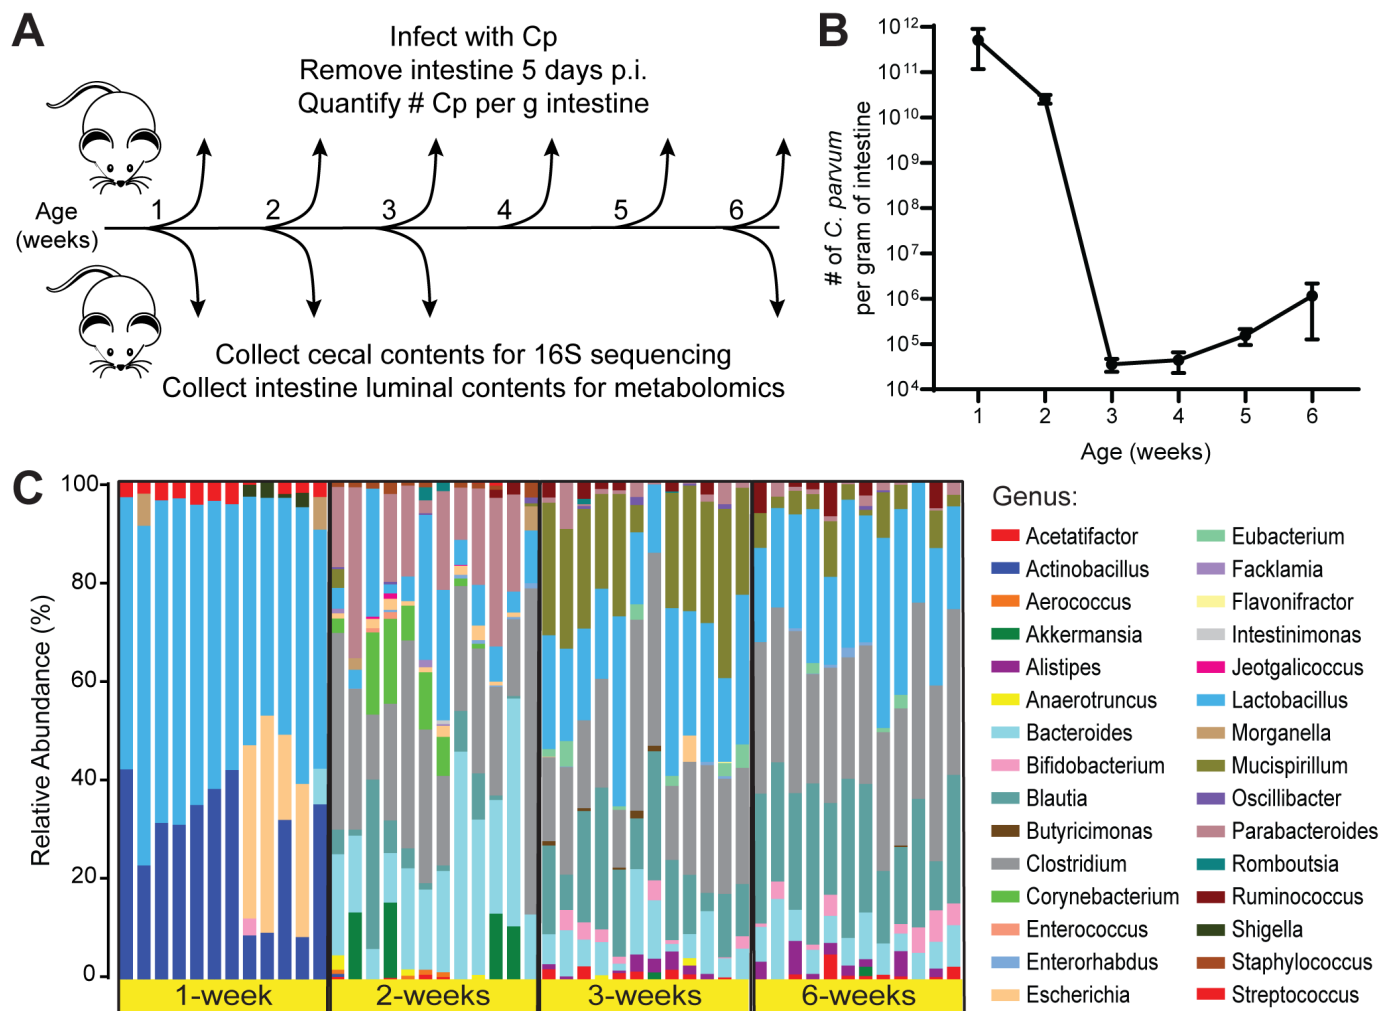 A
Infect with Cp
Remove intestine 5 days p.i.
Quantify # Cp per g intestine
Age
(weeks)
1 2 3 4 5 6
Collect cecal contents for 16S sequencing
Collect intestine luminal contents for metabolomics
B
# of C. parvum
per gram of intestine
10¹²
10¹¹
10¹⁰
10⁹
10⁸
10⁷
10⁶
10⁵
10⁴
1 2 3 4 5 6
Age (weeks)
C
Relative Abundance (%)
100
80
60
40
20
0
1-week 2-weeks 3-weeks 6-weeks
Genus:
Acetatifactor
Actinobacillus
Aerococcus
Akkermansia
Alistipes
Anaerotruncus
Bacteroides
Bifidobacterium
Blautia
Butyricimonas
Clostridium
Corynebacterium
Enterococcus
Enterorhabdus
Escherichia
Eubacterium
Facklamia
Flavonifractor
Intestinimonas
Jeotgalicoccus
Lactobacillus
Morganella
Mucispirillum
Oscillibacter
Parabacteroides
Romboutsia
Ruminococcus
Shigella
Staphylococcus
Streptococcus